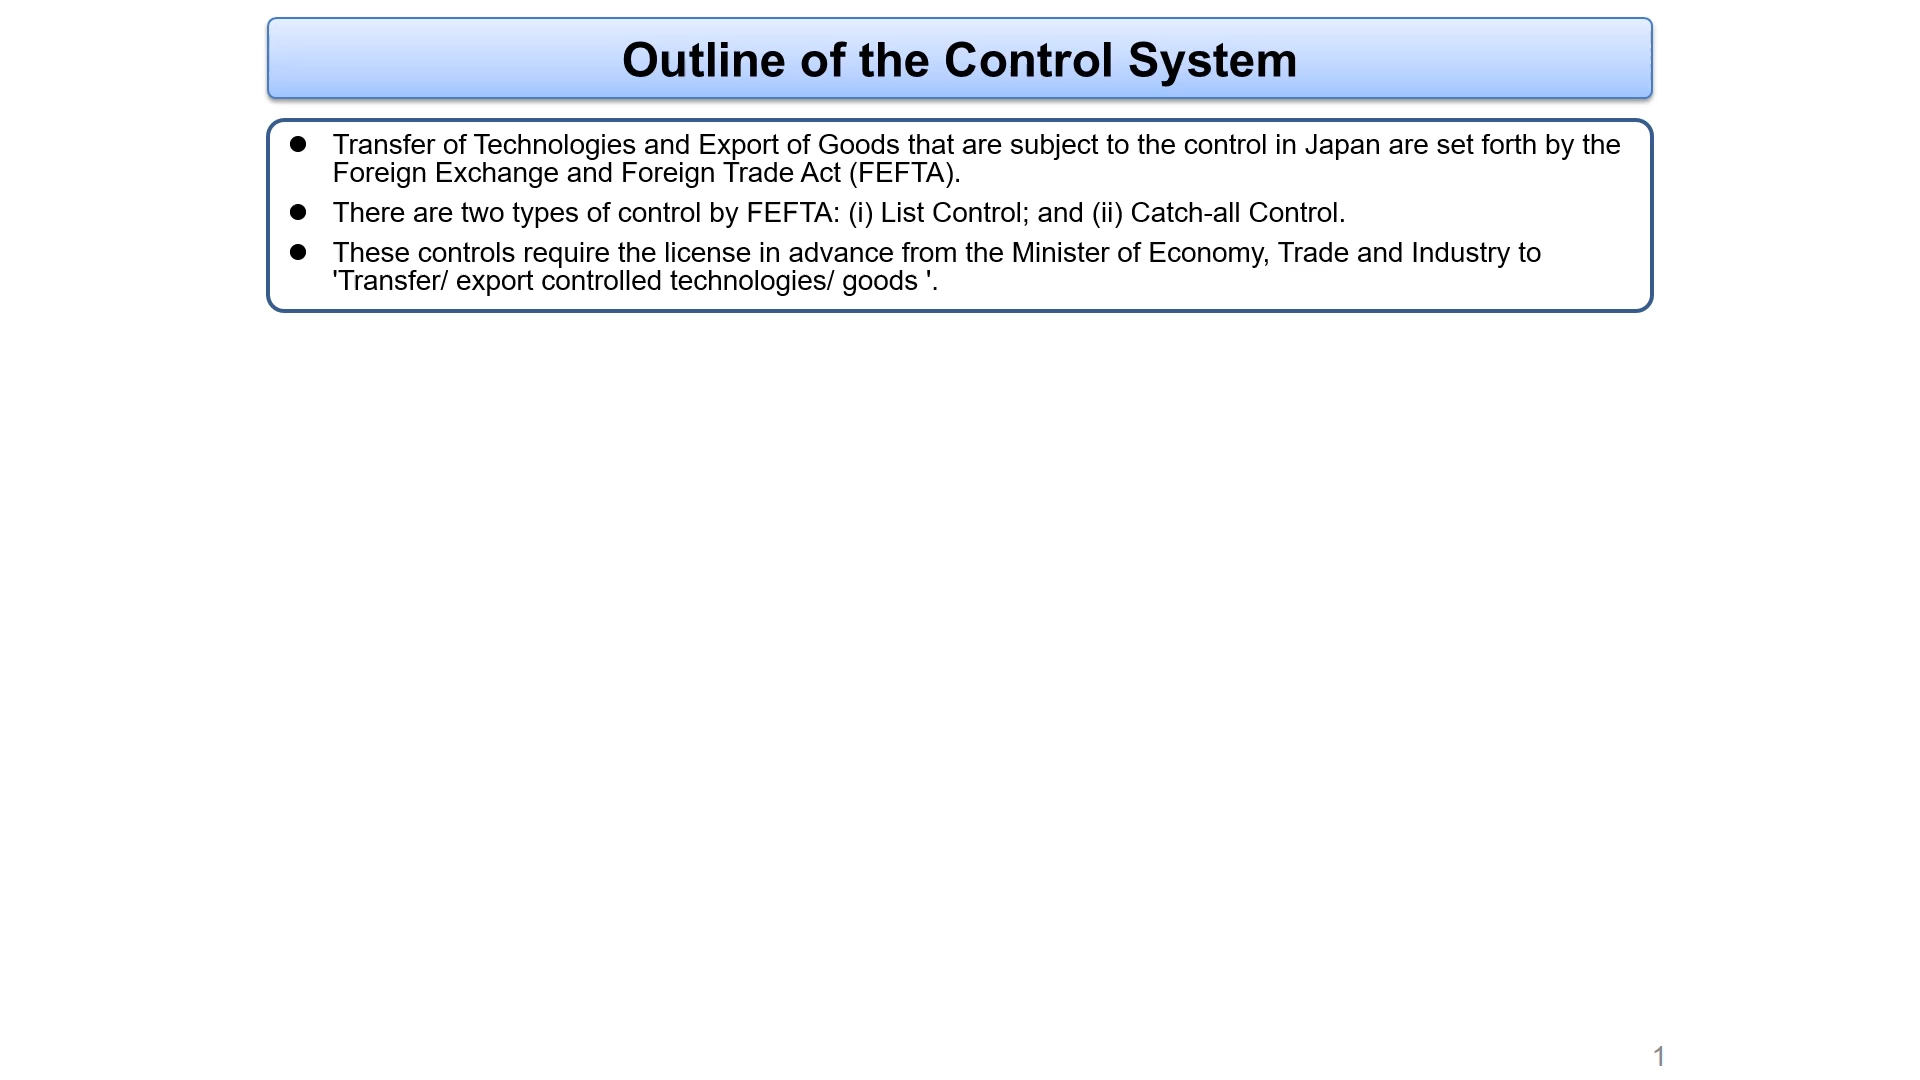 Outline of the Control System
● Transfer of Technologies and Export of Goods that are subject to the control in Japan are set forth by the
Foreign Exchange and Foreign Trade Act (FEFTA).
● There are two types of control by FEFTA: (i) List Control; and (ii) Catch-all Control.
● These controls require the license in advance from the Minister of Economy, Trade and Industry to
'Transfer/ export controlled technologies/ goods '.
1